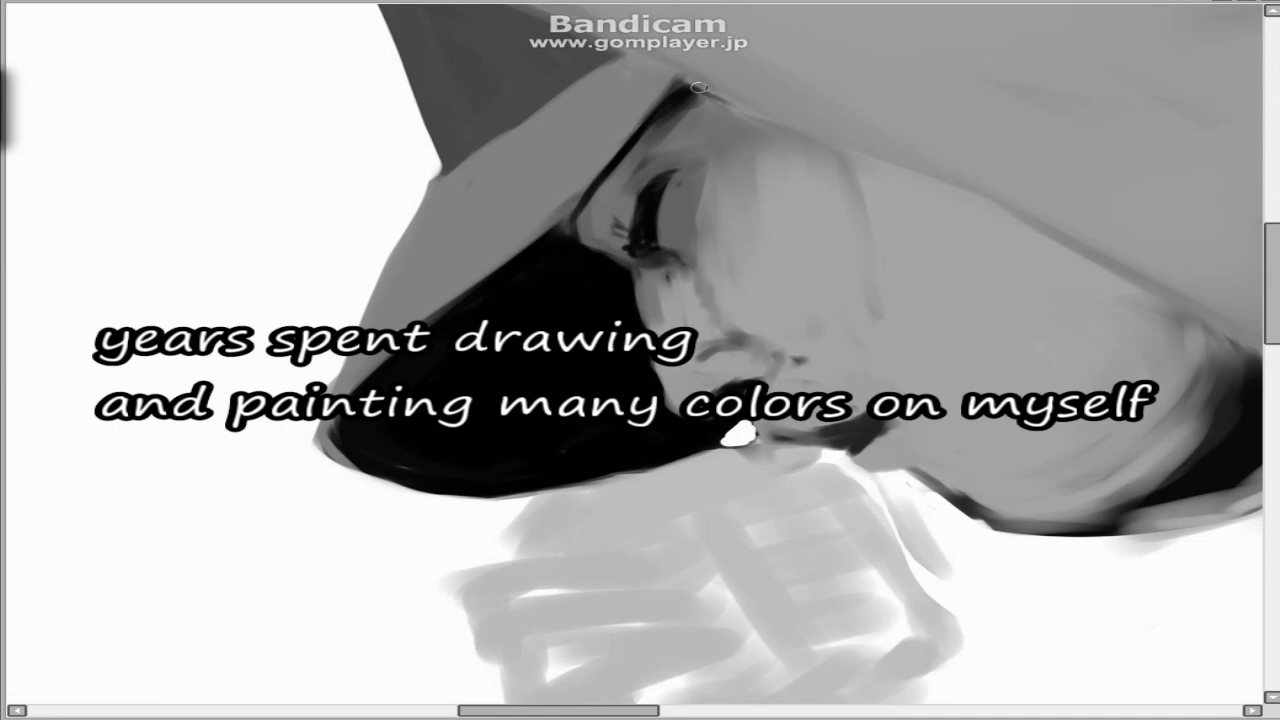 Bandicam
www.gomplayer.jp
years spent drawing
and painting many colors on myself